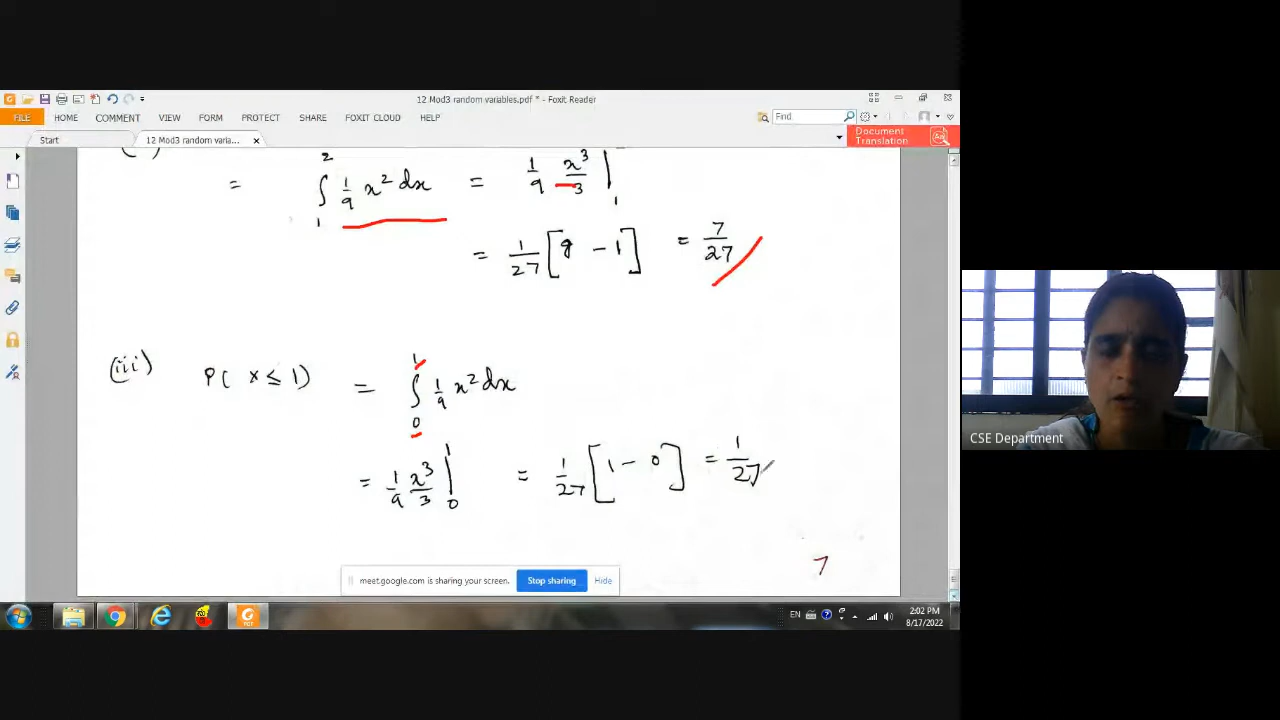 12 Mod3 random variables.pdf * - Foxit Reader
FILE HOME COMMENT VIEW FORM PROTECT SHARE FOXIT CLOUD HELP
Find
Document Translation
Start 12 Mod3 random varia...
= ∫₁² 1/9 x² dx = 1/9 x³/3 |₁
= 1/27 [8 − 1] = 7/27
(iii) P( X ≤ 1) = ∫₀¹ 1/9 x² dx
= 1/9 x³/3 |₀¹ = 1/27 [1 − 0] = 1/27
7
meet.google.com is sharing your screen. Stop sharing Hide
CSE Department
EN 2:02 PM
8/17/2022